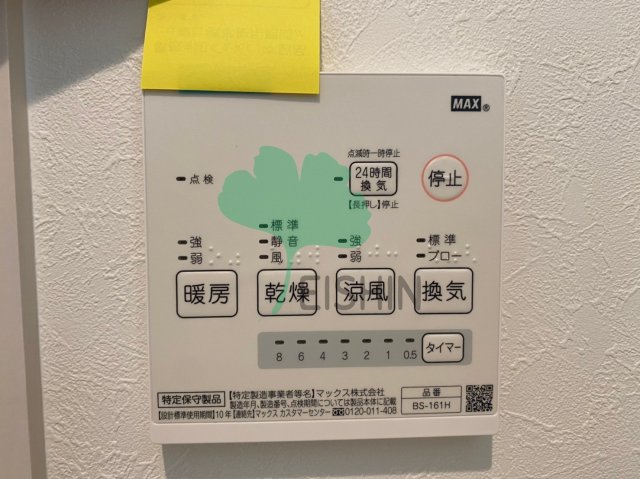 MAX®
点滅時一時停止
点検
24時間
換気
停止
【長押し】停止
標準
強 静音 強 標準
弱 風 弱 ブロー
暖房 乾燥 涼風 換気
EISHIN
8 6 4 3 2 1 0.5 タイマー
特定保守製品 【特定製造事業者等名】マックス株式会社
製造年月、製造番号、点検期間については製品本体に記載
【設計標準使用期間】10年【連絡先】マックス カスタマーセンター 0120-011-408
品番
BS-161H